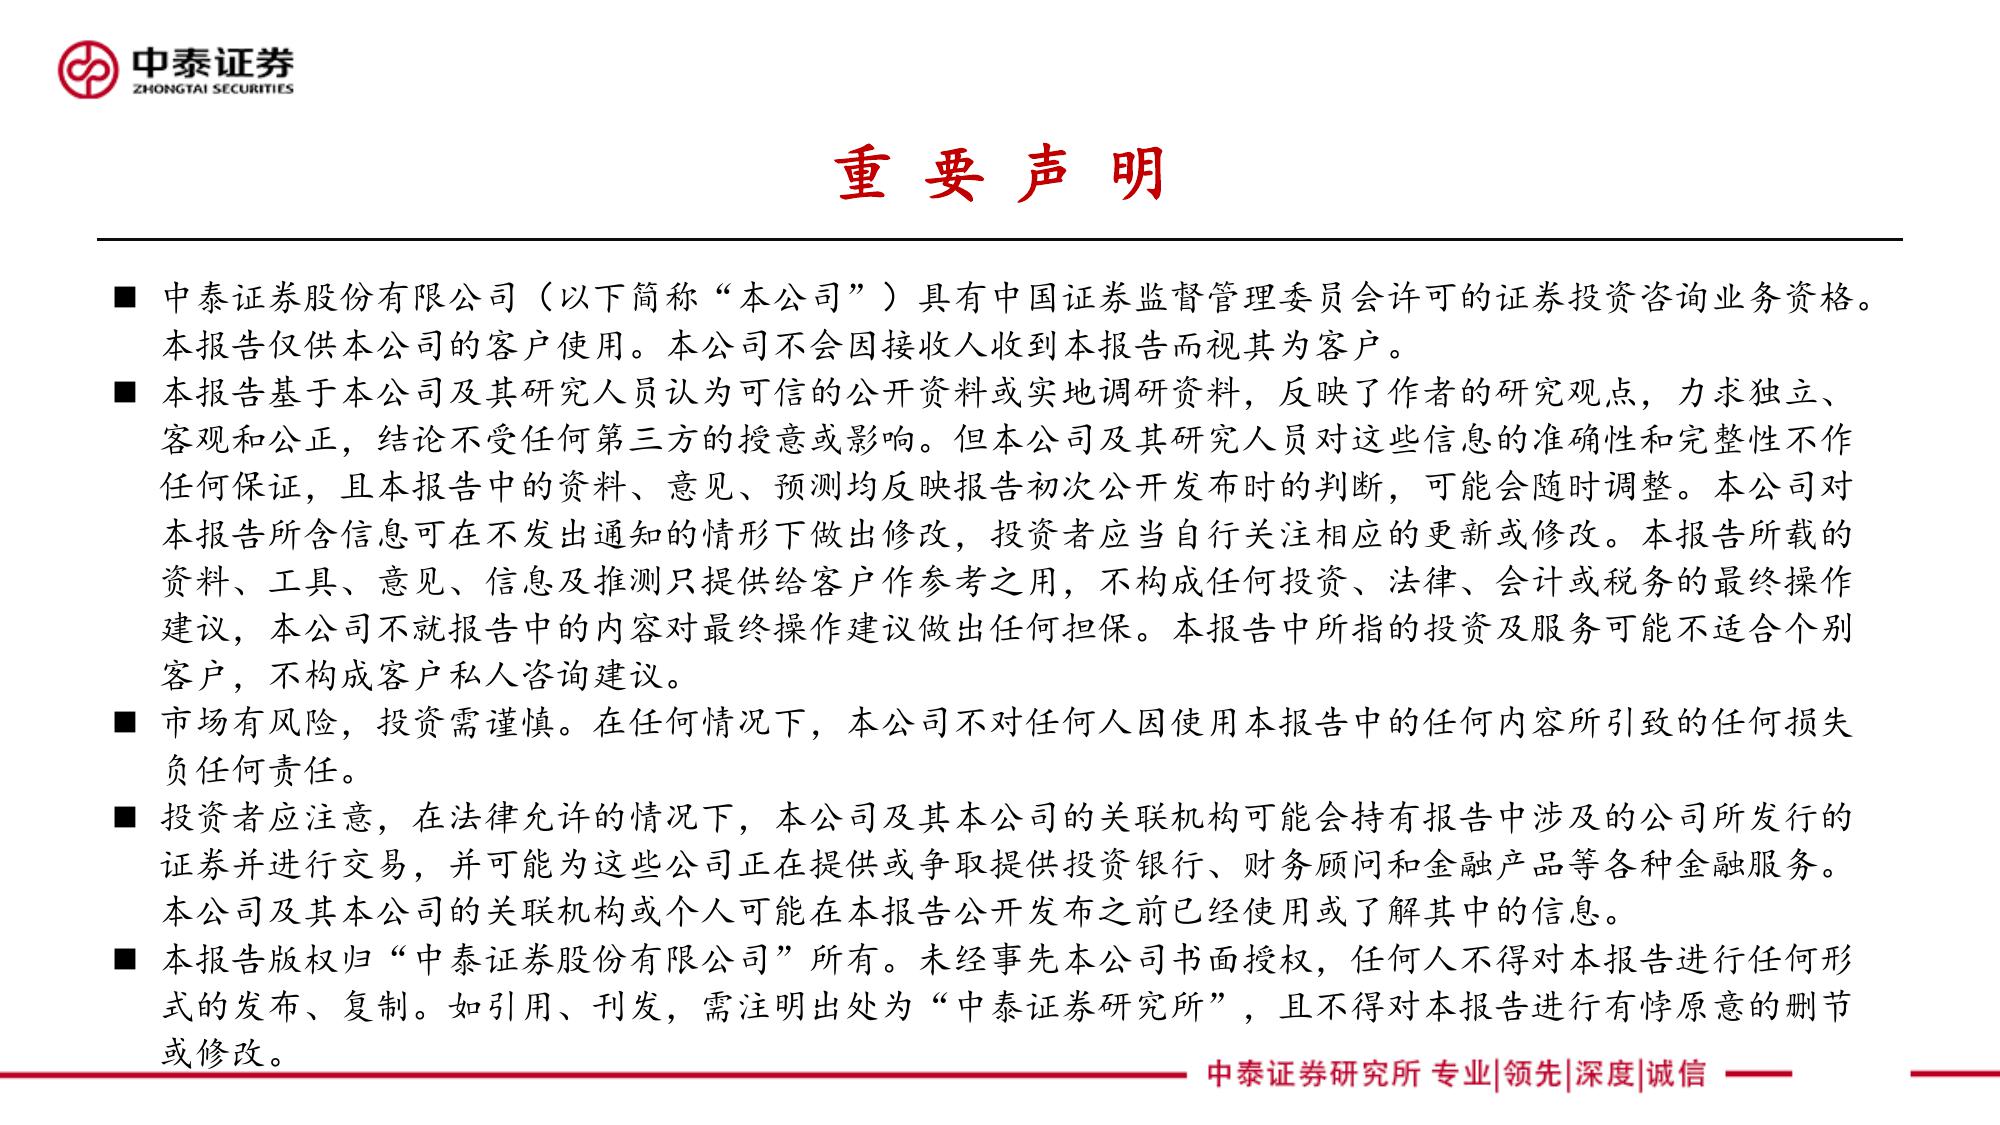 中泰证券
ZHONGTAI SECURITIES
重要声明
■ 中泰证券股份有限公司（以下简称“本公司”）具有中国证券监督管理委员会许可的证券投资咨询业务资格。
本报告仅供本公司的客户使用。本公司不会因接收人收到本报告而视其为客户。
■ 本报告基于本公司及其研究人员认为可信的公开资料或实地调研资料，反映了作者的研究观点，力求独立、
客观和公正，结论不受任何第三方的授意或影响。但本公司及其研究人员对这些信息的准确性和完整性不作
任何保证，且本报告中的资料、意见、预测均反映报告初次公开发布时的判断，可能会随时调整。本公司对
本报告所含信息可在不发出通知的情形下做出修改，投资者应当自行关注相应的更新或修改。本报告所载的
资料、工具、意见、信息及推测只提供给客户作参考之用，不构成任何投资、法律、会计或税务的最终操作
建议，本公司不就报告中的内容对最终操作建议做出任何担保。本报告中所指的投资及服务可能不适合个别
客户，不构成客户私人咨询建议。
■ 市场有风险，投资需谨慎。在任何情况下，本公司不对任何人因使用本报告中的任何内容所引致的任何损失
负任何责任。
■ 投资者应注意，在法律允许的情况下，本公司及其本公司的关联机构可能会持有报告中涉及的公司所发行的
证券并进行交易，并可能为这些公司正在提供或争取提供投资银行、财务顾问和金融产品等各种金融服务。
本公司及其本公司的关联机构或个人可能在本报告公开发布之前已经使用或了解其中的信息。
■ 本报告版权归“中泰证券股份有限公司”所有。未经事先本公司书面授权，任何人不得对本报告进行任何形
式的发布、复制。如引用、刊发，需注明出处为“中泰证券研究所”，且不得对本报告进行有悖原意的删节
或修改。
中泰证券研究所 专业|领先|深度|诚信